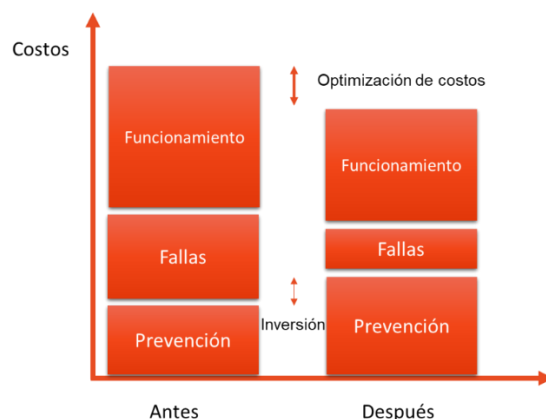 Costos
Optimización de costos
Funcionamiento
Funcionamiento
Fallas
Fallas
Inversión
Prevención
Prevención
Antes
Después